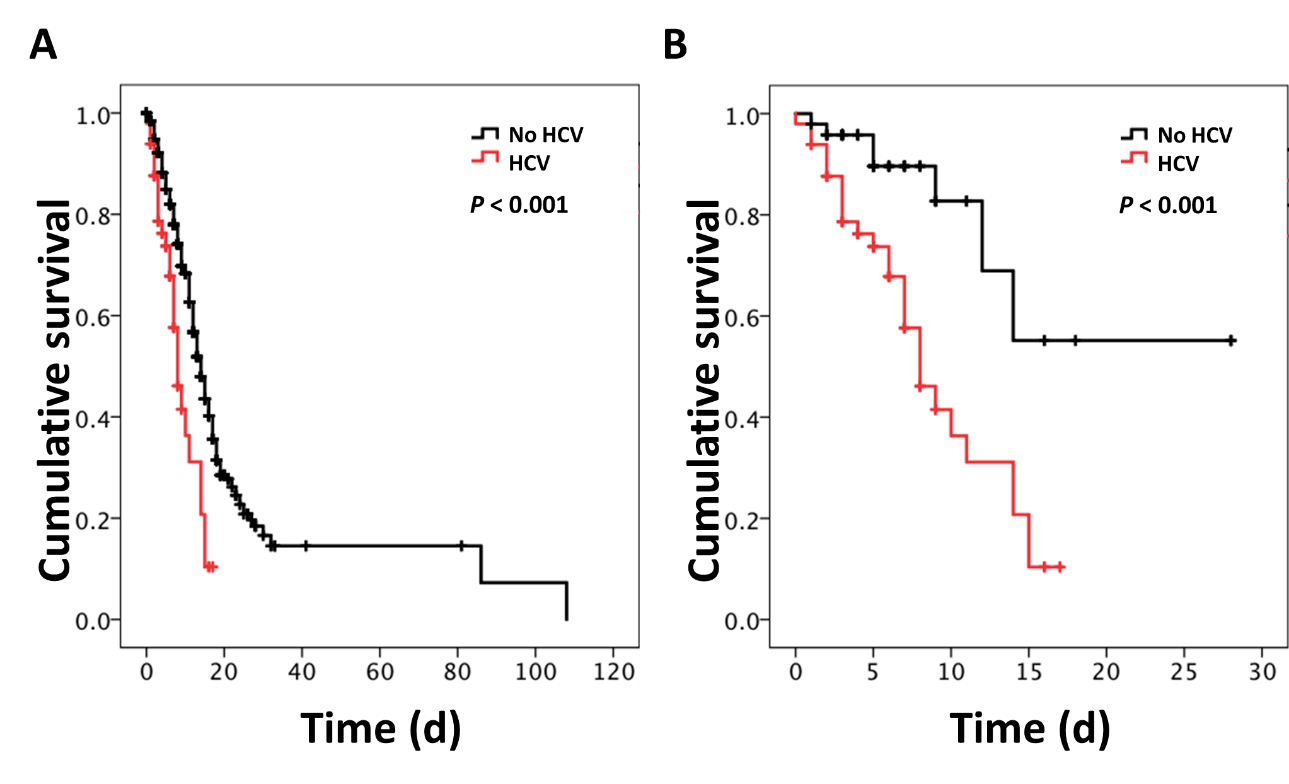 A
Cumulative survival
1.0
0.8
0.6
0.4
0.2
0.0
No HCV
HCV
P < 0.001
0 20 40 60 80 100 120
Time (d)
B
Cumulative survival
1.0
0.8
0.6
0.4
0.2
0.0
No HCV
HCV
P < 0.001
0 5 10 15 20 25 30
Time (d)